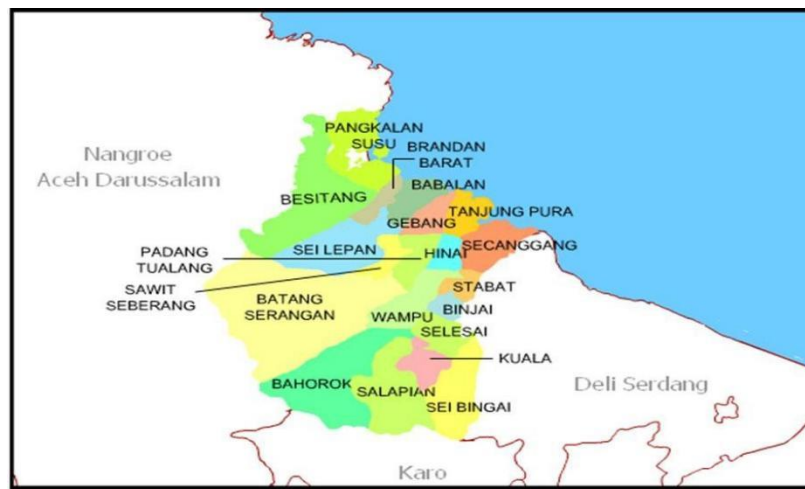 PANGKALAN
SUSU
BRANDAN
BARAT
Nangroe
Aceh Darussalam
BESITANG
BABALAN
GEBANG
TANJUNG PURA
PADANG
TUALANG
SEI LEPAN
HINAI
SECANGGANG
SAWIT
SEBERANG
BATANG
SERANGAN
STABAT
WAMPU
BINJAI
SELESAI
KUALA
BAHOROK
SALAPIAN
SEI BINGAI
Deli Serdang
Karo